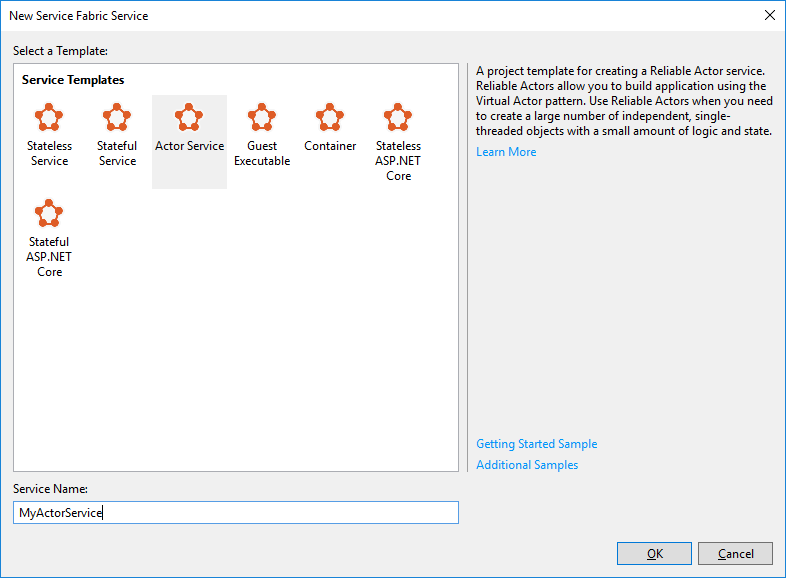 New Service Fabric Service
Select a Template:
Service Templates
Stateless
Service
Stateful
Service
Actor Service
Guest
Executable
Container
Stateless
ASP.NET
Core
Stateful
ASP.NET
Core
A project template for creating a Reliable Actor service.
Reliable Actors allow you to build application using the
Virtual Actor pattern. Use Reliable Actors when you need
to create a large number of independent, single-
threaded objects with a small amount of logic and state.
Learn More
Getting Started Sample
Additional Samples
Service Name:
MyActorService
OK
Cancel